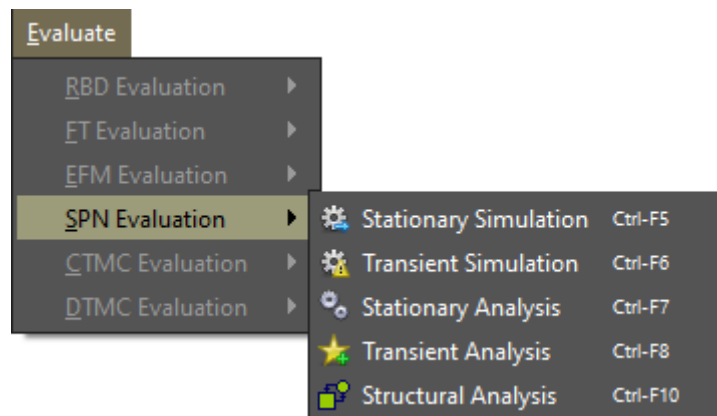 Evaluate
RBD Evaluation
FT Evaluation
EFM Evaluation
SPN Evaluation
CTMC Evaluation
DTMC Evaluation
Stationary Simulation Ctrl-F5
Transient Simulation Ctrl-F6
Stationary Analysis Ctrl-F7
Transient Analysis Ctrl-F8
Structural Analysis Ctrl-F10